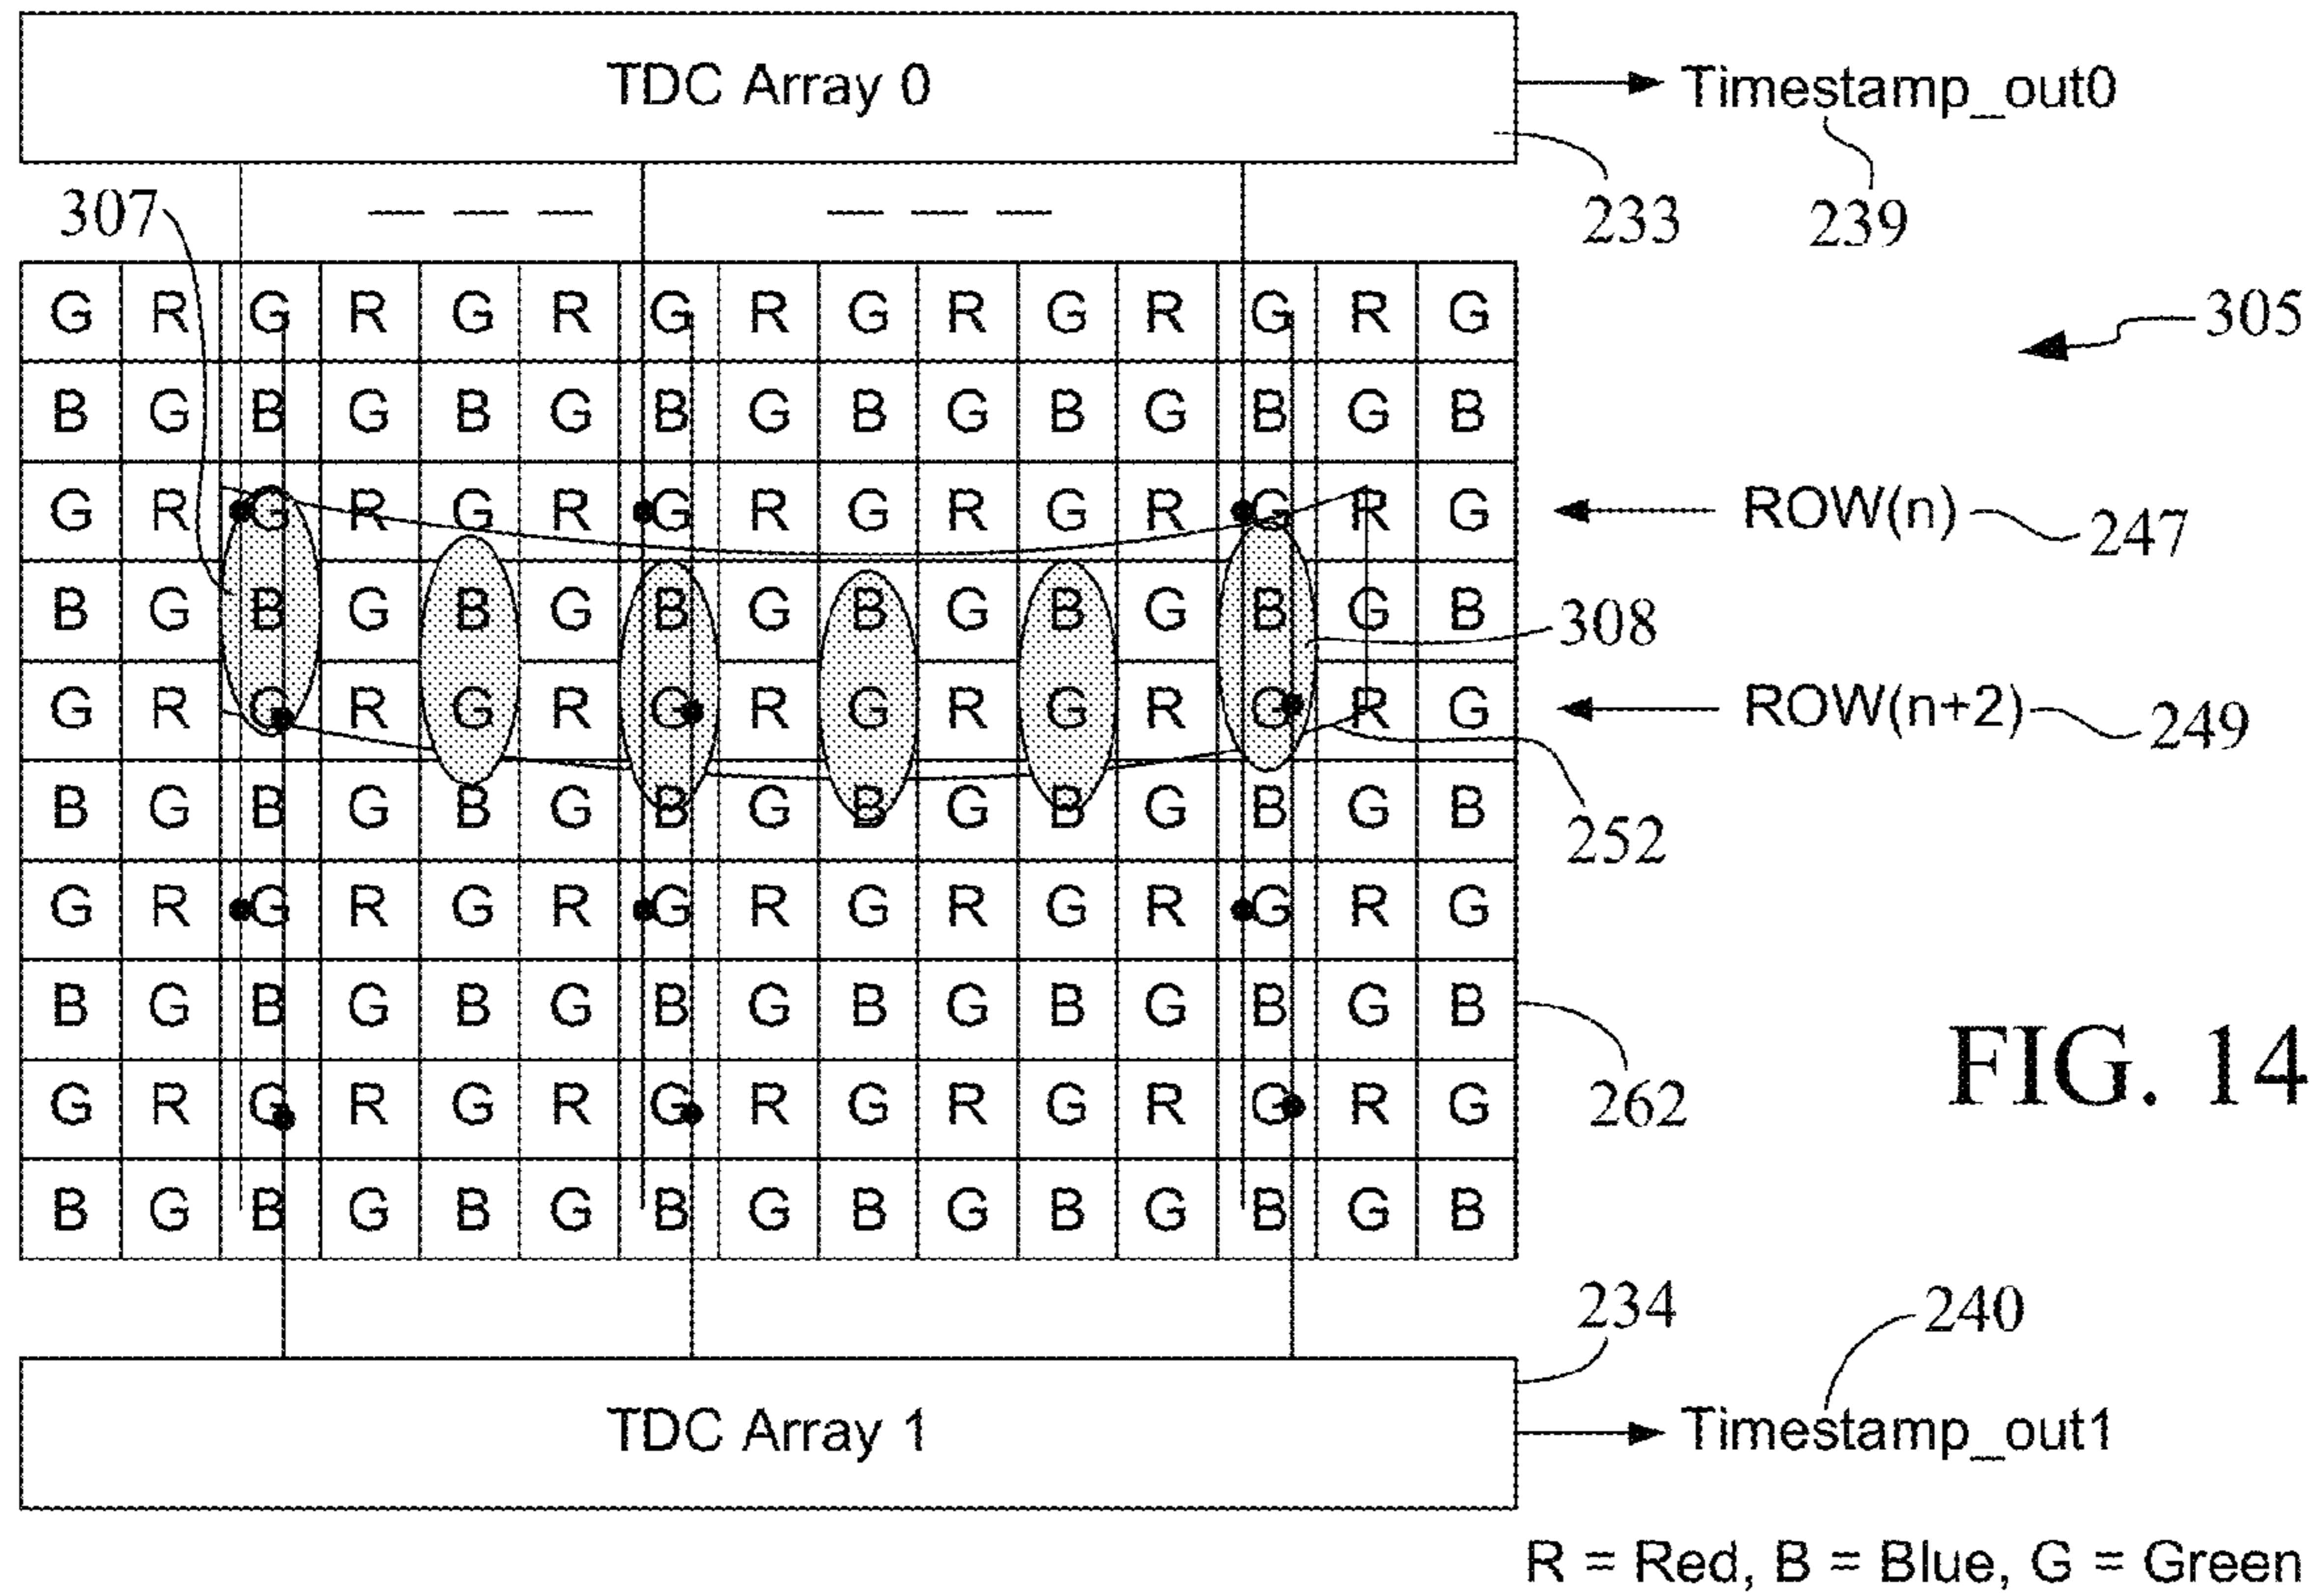 TDC Array 0 Timestamp_out0
307 233 239
G R G R G R G R G R G R G R G
305
B G B G B G B G B G B G B G B
G R G R G R G R G R G R G R G ROW(n) 247
B G B G B G B G B G B G B G B 308
G R G R G R G R G R G R G R G ROW(n+2) 249
B G B G B G B G B G B G B G B 252
G R G R G R G R G R G R G R G
B G B G B G B G B G B G B G B
G R G R G R G R G R G R G R G 262
FIG. 14
B G B G B G B G B G B G B G B
234 240
TDC Array 1 Timestamp_out1
R = Red, B = Blue, G = Green